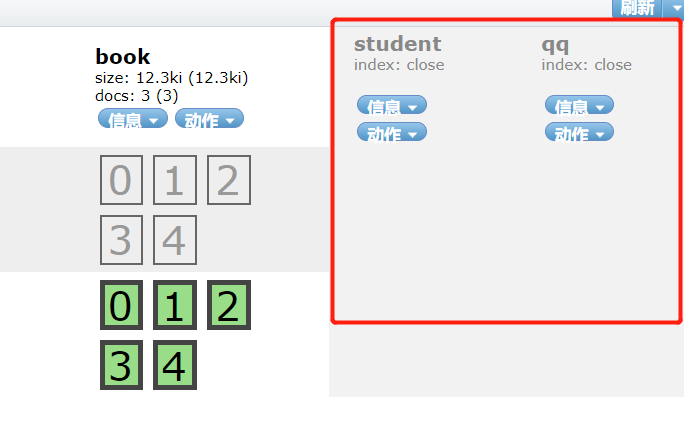 刷新
book
size: 12.3ki (12.3ki)
docs: 3 (3)
信息 动作
0 1 2
3 4
0 1 2
3 4
student
index: close
信息
动作
qq
index: close
信息
动作